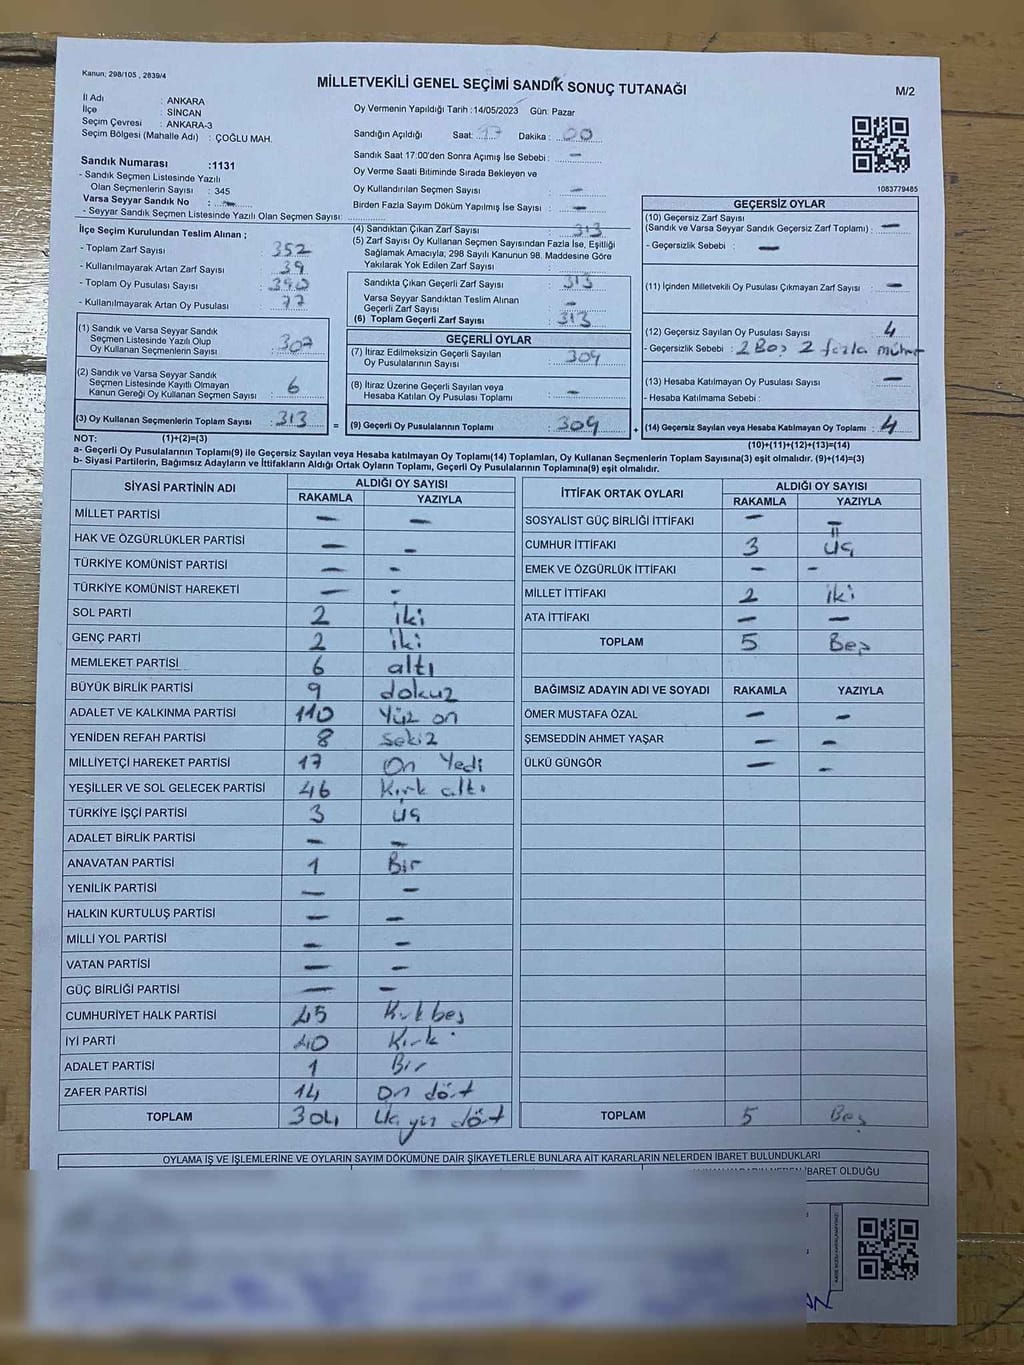 Kanun: 298/105 , 2839/4
MİLLETVEKİLİ GENEL SEÇİMİ SANDIK SONUÇ TUTANAĞI
M/2
İl Adı : ANKARA
İlçe : SİNCAN
Seçim Çevresi : ANKARA-3
Seçim Bölgesi (Mahalle Adı) : ÇOĞLU MAH.
Oy Vermenin Yapıldığı Tarih :14/05/2023 Gün: Pazar
Sandığın Açıldığı Saat: 17 Dakika : 00
Sandık Saat 17:00'den Sonra Açımış İse Sebebi : —
Oy Verme Saati Bitiminde Sırada Bekleyen ve
Oy Kullandırılan Seçmen Sayısı : —
Birden Fazla Sayım Döküm Yapılmış İse Sayısı : —
1083779485
Sandık Numarası :1131
- Sandık Seçmen Listesinde Yazılı
Olan Seçmenlerin Sayısı : 345
Varsa Seyyar Sandık No : —
- Seyyar Sandık Seçmen Listesinde Yazılı Olan Seçmen Sayısı:
İlçe Seçim Kurulundan Teslim Alınan ;
- Toplam Zarf Sayısı : 352
- Kullanılmayarak Artan Zarf Sayısı : 39
- Toplam Oy Pusulası Sayısı : 390
- Kullanılmayarak Artan Oy Pusulası : 77
(1) Sandık ve Varsa Seyyar Sandık
Seçmen Listesinde Yazılı Olup
Oy Kullanan Seçmenlerin Sayısı : 307
(2) Sandık ve Varsa Seyyar Sandık
Seçmen Listesinde Kayıtlı Olmayan
Kanun Gereği Oy Kullanan Seçmen Sayısı : 6
(3) Oy Kullanan Seçmenlerin Toplam Sayısı : 313 =
(4) Sandıktan Çıkan Zarf Sayısı : 313
(5) Zarf Sayısı Oy Kullanan Seçmen Sayısından Fazla İse, Eşitliği
Sağlamak Amacıyla; 298 Sayılı Kanunun 98. Maddesine Göre
Yakılarak Yok Edilen Zarf Sayısı :
Sandıkta Çıkan Geçerli Zarf Sayısı : 313
Varsa Seyyar Sandıktan Teslim Alınan
Geçerli Zarf Sayısı : —
(6) Toplam Geçerli Zarf Sayısı : 313
GEÇERLİ OYLAR
(7) İtiraz Edilmeksizin Geçerli Sayılan
Oy Pusulalarının Sayısı : 309
(8) İtiraz Üzerine Geçerli Sayılan veya
Hesaba Katılan Oy Pusulası Toplamı : —
(9) Geçerli Oy Pusulalarının Toplamı : 309 +
GEÇERSİZ OYLAR
(10) Geçersiz Zarf Sayısı
(Sandık ve Varsa Seyyar Sandık Geçersiz Zarf Toplamı) : —
- Geçersizlik Sebebi : —
(11) İçinden Milletvekili Oy Pusulası Çıkmayan Zarf Sayısı : —
(12) Geçersiz Sayılan Oy Pusulası Sayısı : 4
- Geçersizlik Sebebi : 2 Boş 2 fazla mühür
(13) Hesaba Katılmayan Oy Pusulası Sayısı : —
- Hesaba Katılmama Sebebi :
(14) Geçersiz Sayılan veya Hesaba Katılmayan Oy Toplamı : 4
NOT: (1)+(2)=(3)
(10)+(11)+(12)+(13)=(14)
a- Geçerli Oy Pusulaları Toplamı(9) ile Geçersiz Sayılan veya Hesaba katılmayan Oy Toplamı(14) Toplamları, Oy Kullanan Seçmenlerin Toplam Sayısına(3) eşit olmalıdır. (9)+(14)=(3)
b- Siyasi Partilerin, Bağımsız Adayların ve İttifakların Aldığı Ortak Oyların Toplamı, Geçerli Oy Pusulalarının Toplamına(9) eşit olmalıdır.
SİYASİ PARTİNİN ADI ALDIĞI OY SAYISI
RAKAMLA YAZIYLA
MİLLET PARTİSİ — —
HAK VE ÖZGÜRLÜKLER PARTİSİ — —
TÜRKİYE KOMÜNİST PARTİSİ — —
TÜRKİYE KOMÜNİST HAREKETİ — —
SOL PARTİ 2 iki
GENÇ PARTİ 2 iki
MEMLEKET PARTİSİ 6 altı
BÜYÜK BİRLİK PARTİSİ 9 dokuz
ADALET VE KALKINMA PARTİSİ 110 Yüz on
YENİDEN REFAH PARTİSİ 8 sekiz
MİLLİYETÇİ HAREKET PARTİSİ 17 On Yedi
YEŞİLLER VE SOL GELECEK PARTİSİ 46 Kırk altı
TÜRKİYE İŞÇİ PARTİSİ 3 üç
ADALET BİRLİK PARTİSİ — —
ANAVATAN PARTİSİ 1 Bir
YENİLİK PARTİSİ — —
HALKIN KURTULUŞ PARTİSİ — —
MİLLİ YOL PARTİSİ — —
VATAN PARTİSİ — —
GÜÇ BİRLİĞİ PARTİSİ — —
CUMHURİYET HALK PARTİSİ 45 Kırkbeş
İYİ PARTİ 40 Kırk
ADALET PARTİSİ 1 Bir
ZAFER PARTİSİ 14 On dört
TOPLAM 304 Üç yüz dört
İTTİFAK ORTAK OYLARI ALDIĞI OY SAYISI
RAKAMLA YAZIYLA
SOSYALİST GÜÇ BİRLİĞİ İTTİFAKI — —
CUMHUR İTTİFAKI 3 üç
EMEK VE ÖZGÜRLÜK İTTİFAKI — —
MİLLET İTTİFAKI 2 iki
ATA İTTİFAKI — —
TOPLAM 5 Beş
BAĞIMSIZ ADAYIN ADI VE SOYADI RAKAMLA YAZIYLA
ÖMER MUSTAFA ÖZAL — —
ŞEMSEDDİN AHMET YAŞAR — —
ÜLKÜ GÜNGÖR — —
TOPLAM 5 Beş
OYLAMA İŞ VE İŞLEMLERİNE VE OYLARIN SAYIM DÖKÜMÜNE DAİR ŞİKAYETLERLE BUNLARA AİT KARARLARIN NELERDEN İBARET BULUNDUKLARI
İBARET OLDUĞU